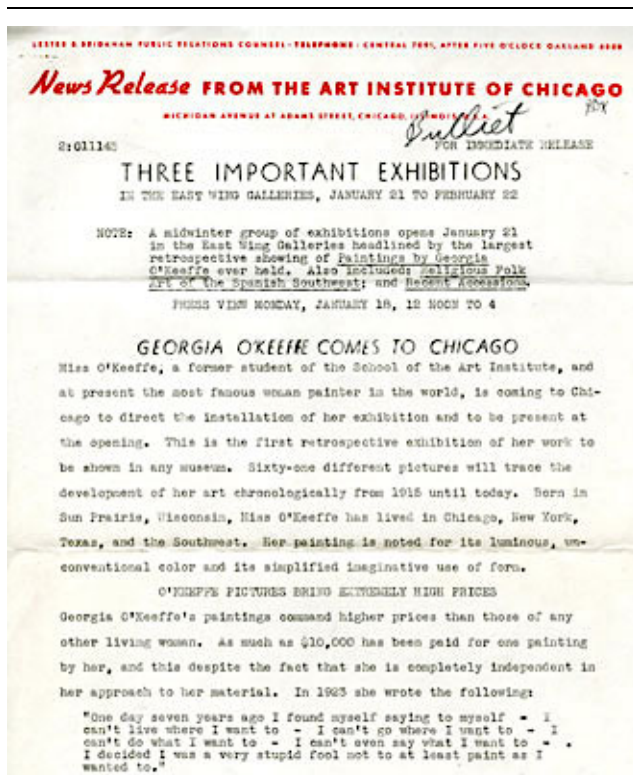 LESTER B BRIDAHAM PUBLIC RELATIONS COUNSEL - TELEPHONE - CENTRAL 7091, AFTER FIVE O'CLOCK OAKLAND
News Release FROM THE ART INSTITUTE OF CHICAGO
MICHIGAN AVENUE AT ADAMS STREET, CHICAGO, ILLINOIS, U.S.A.
Bulliet
2:011143 FOR IMMEDIATE RELEASE
THREE IMPORTANT EXHIBITIONS
IN THE EAST WING GALLERIES, JANUARY 21 TO FEBRUARY 22
NOTE: A midwinter group of exhibitions opens January 21
in the East Wing Galleries headlined by the largest
retrospective showing of Paintings by Georgia
O'Keeffe ever held. Also included: Religious Folk
Art of the Spanish Southwest; and Recent Accessions.
PRESS VIEW MONDAY, JANUARY 18, 12 NOON TO 4
GEORGIA O'KEEFFE COMES TO CHICAGO
Miss O'Keeffe, a former student of the School of the Art Institute, and
at present the most famous woman painter in the world, is coming to Chi-
cago to direct the installation of her exhibition and to be present at
the opening. This is the first retrospective exhibition of her work to
be shown in any museum. Sixty-one different pictures will trace the
development of her art chronologically from 1915 until today. Born in
Sun Prairie, Wisconsin, Miss O'Keeffe has lived in Chicago, New York,
Texas, and the Southwest. Her painting is noted for its luminous, un-
conventional color and its simplified imaginative use of form.
O'KEEFFE PICTURES BRING EXTREMELY HIGH PRICES
Georgia O'Keeffe's paintings command higher prices than those of any
other living woman. As much as $10,000 has been paid for one painting
by her, and this despite the fact that she is completely independent in
her approach to her material. In 1923 she wrote the following:
"One day seven years ago I found myself saying to myself - I
can't live where I want to - I can't go where I want to - I
can't do what I want to - I can't even say what I want to - .
I decided I was a very stupid fool not to at least paint as I
wanted to."